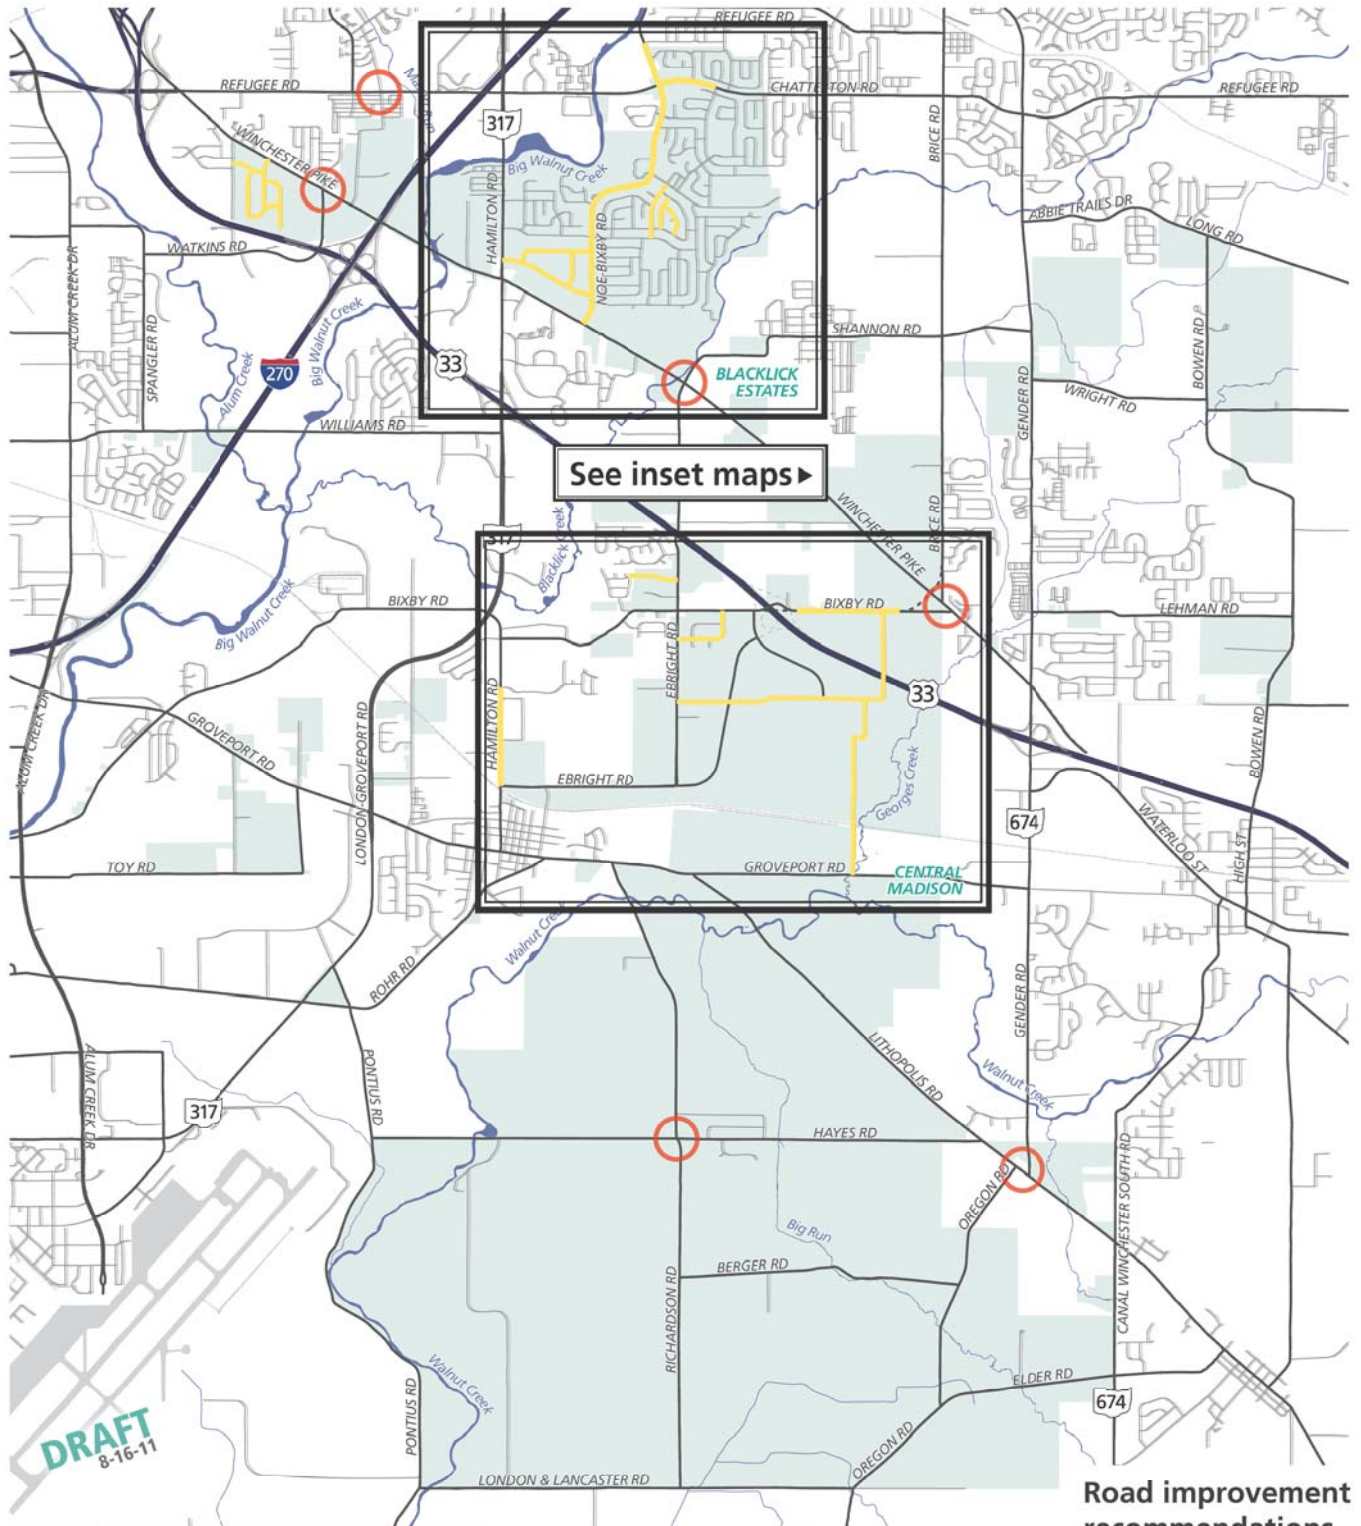 REFUGEE RD
REFUGEE RD
CHATTERTON RD
REFUGEE RD
WINCHESTER PIKE
317
Big Walnut Creek
BRICE RD
HAMILTON RD
NOE-BIXBY RD
ABBIE TRAILS DR
LONG RD
WATKINS RD
ALUM CREEK DR
SPANGLER RD
Big Walnut Creek
Alum Creek
270
33
SHANNON RD
BOWEN RD
BLACKLICK
ESTATES
GENDER RD
WRIGHT RD
WILLIAMS RD
See inset maps
WINCHESTER PIKE
BRICE RD
317
Blacklick Creek
BIXBY RD
BIXBY RD
LEHMAN RD
Big Walnut Creek
EBRIGHT RD
33
ALUM CREEK DR
GROVEPORT RD
LONDON-GROVEPORT RD
HAMILTON RD
BOWEN RD
EBRIGHT RD
Georges Creek
674
WATERLOO ST
HIGH ST
TOY RD
GROVEPORT RD
CENTRAL
MADISON
Walnut Creek
ROHR RD
GENDER RD
LITHOPOLIS RD
ALUM CREEK DR
PONTIUS RD
Walnut Creek
317
HAYES RD
OREGON RD
CANAL WINCHESTER SOUTH RD
Big Run
BERGER RD
RICHARDSON RD
Walnut Creek
ELDER RD
674
PONTIUS RD
DRAFT
8-16-11
OREGON RD
LONDON & LANCASTER RD
Road improvement
recommendations